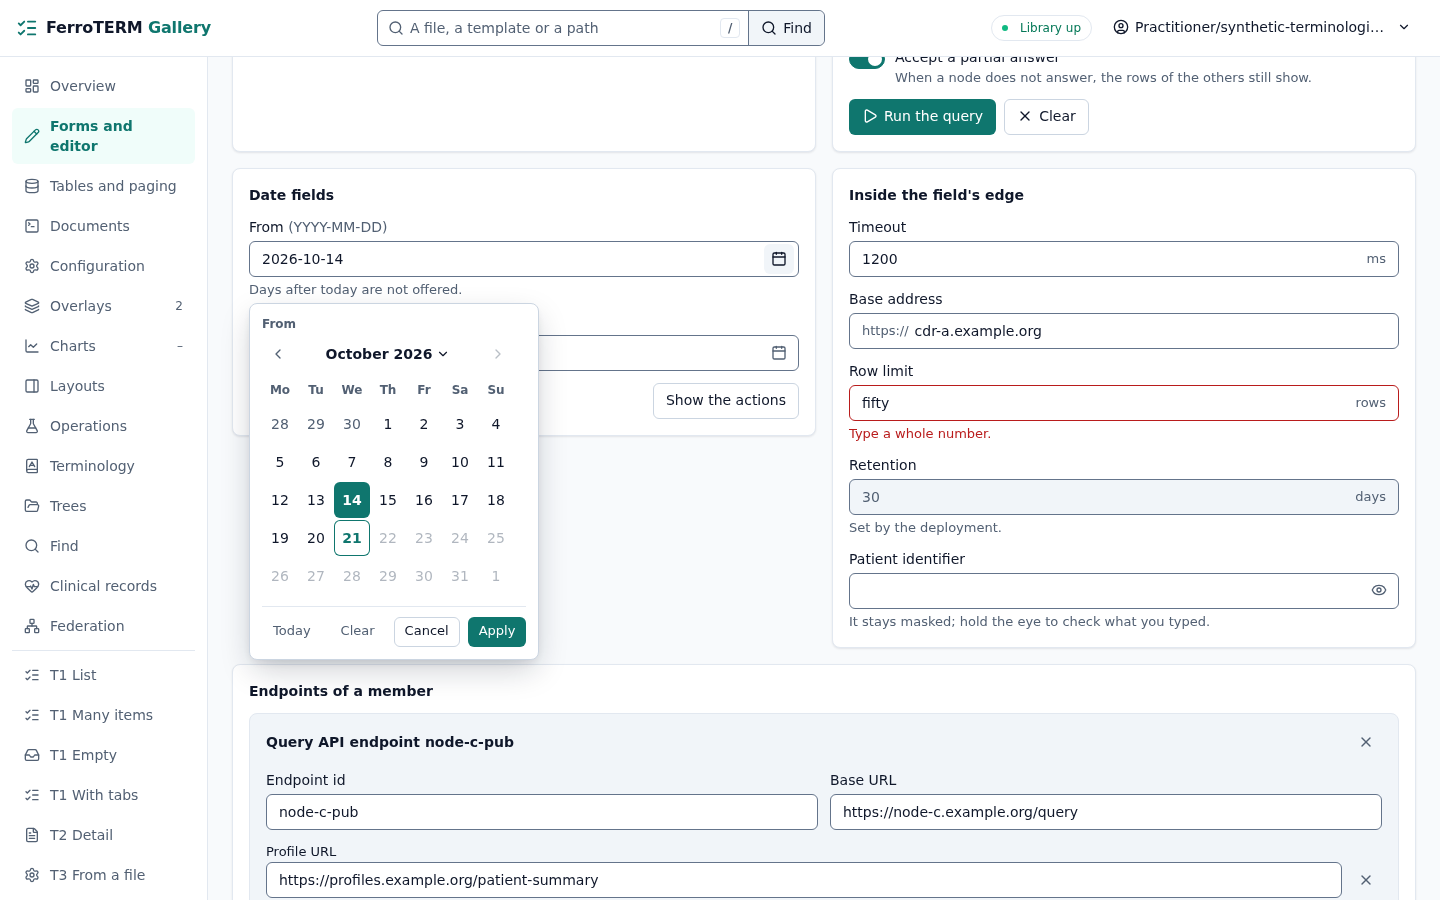 FerroTERM Gallery
A file, a template or a path
/
Find
Library up
Practitioner/synthetic-terminologi...
Overview
Forms and
editor
Tables and paging
Documents
Configuration
Overlays 2
Charts –
Layouts
Operations
Terminology
Trees
Find
Clinical records
Federation
T1 List
T1 Many items
T1 Empty
T1 With tabs
T2 Detail
T3 From a file
Accept a partial answer
When a node does not answer, the rows of the others still show.
Run the query
Clear
Date fields
From (YYYY-MM-DD)
2026-10-14
Days after today are not offered.
From
October 2026
Mo Tu We Th Fr Sa Su
28 29 30 1 2 3 4
5 6 7 8 9 10 11
12 13 14 15 16 17 18
19 20 21 22 23 24 25
26 27 28 29 30 31 1
Today Clear Cancel Apply
Show the actions
Inside the field's edge
Timeout
1200 ms
Base address
https:// cdr-a.example.org
Row limit
fifty rows
Type a whole number.
Retention
30 days
Set by the deployment.
Patient identifier
It stays masked; hold the eye to check what you typed.
Endpoints of a member
Query API endpoint node-c-pub
Endpoint id
node-c-pub
Base URL
https://node-c.example.org/query
Profile URL
https://profiles.example.org/patient-summary